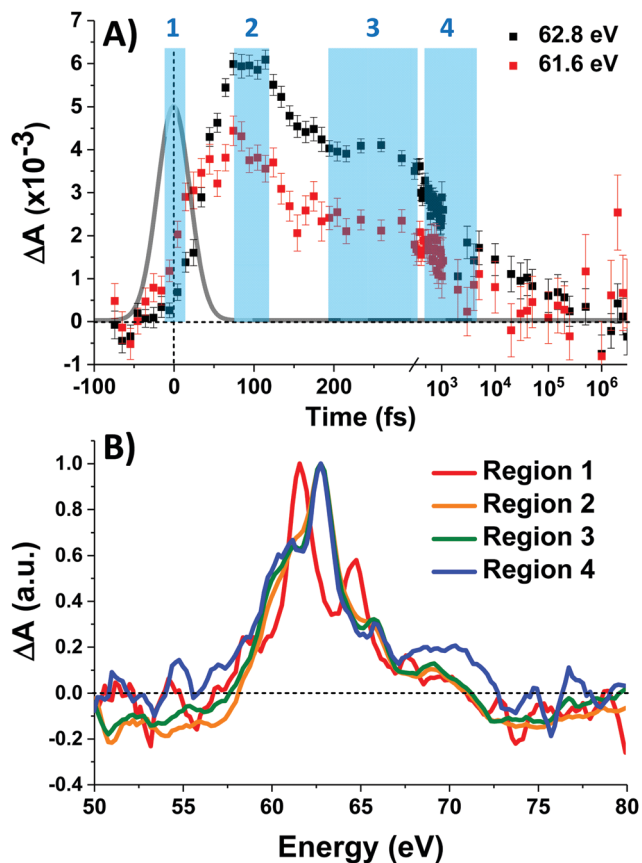 A)
1 2 3 4
62.8 eV
61.6 eV
ΔA (x10⁻³)
7
6
5
4
3
2
1
0
-1
-100 0 100 200 10³ 10⁴ 10⁵ 10⁶
Time (fs)
B)
Region 1
Region 2
Region 3
Region 4
ΔA (a.u.)
1.0
0.8
0.6
0.4
0.2
0.0
-0.2
-0.4
50 55 60 65 70 75 80
Energy (eV)